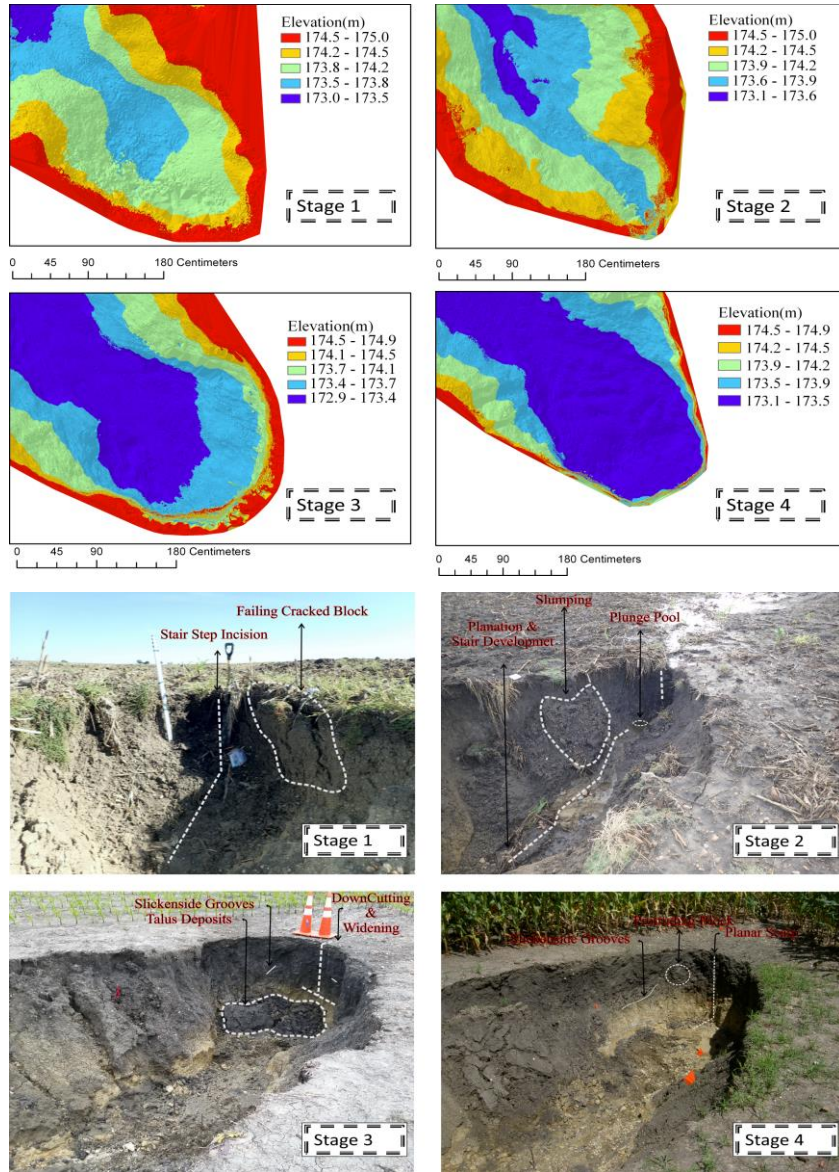 Elevation(m)
174.5 - 175.0
174.2 - 174.5
173.8 - 174.2
173.5 - 173.8
173.0 - 173.5
Stage 1
0 45 90 180 Centimeters
Elevation(m)
174.5 - 175.0
174.2 - 174.5
173.9 - 174.2
173.6 - 173.9
173.1 - 173.6
Stage 2
0 45 90 180 Centimeters
Elevation(m)
174.5 - 174.9
174.1 - 174.5
173.7 - 174.1
173.4 - 173.7
172.9 - 173.4
Stage 3
0 45 90 180 Centimeters
Elevation(m)
174.5 - 174.9
174.2 - 174.5
173.9 - 174.2
173.5 - 173.9
173.1 - 173.5
Stage 4
0 45 90 180 Centimeters
Failing Cracked Block
Stair Step Incision
Stage 1
Slumping
Planation &
Stair Developmet
Plunge Pool
Stage 2
Slickenside Grooves
Talus Deposits
DownCutting
&
Widening
Stage 3
Block
Grooves
Planar
Stage 4